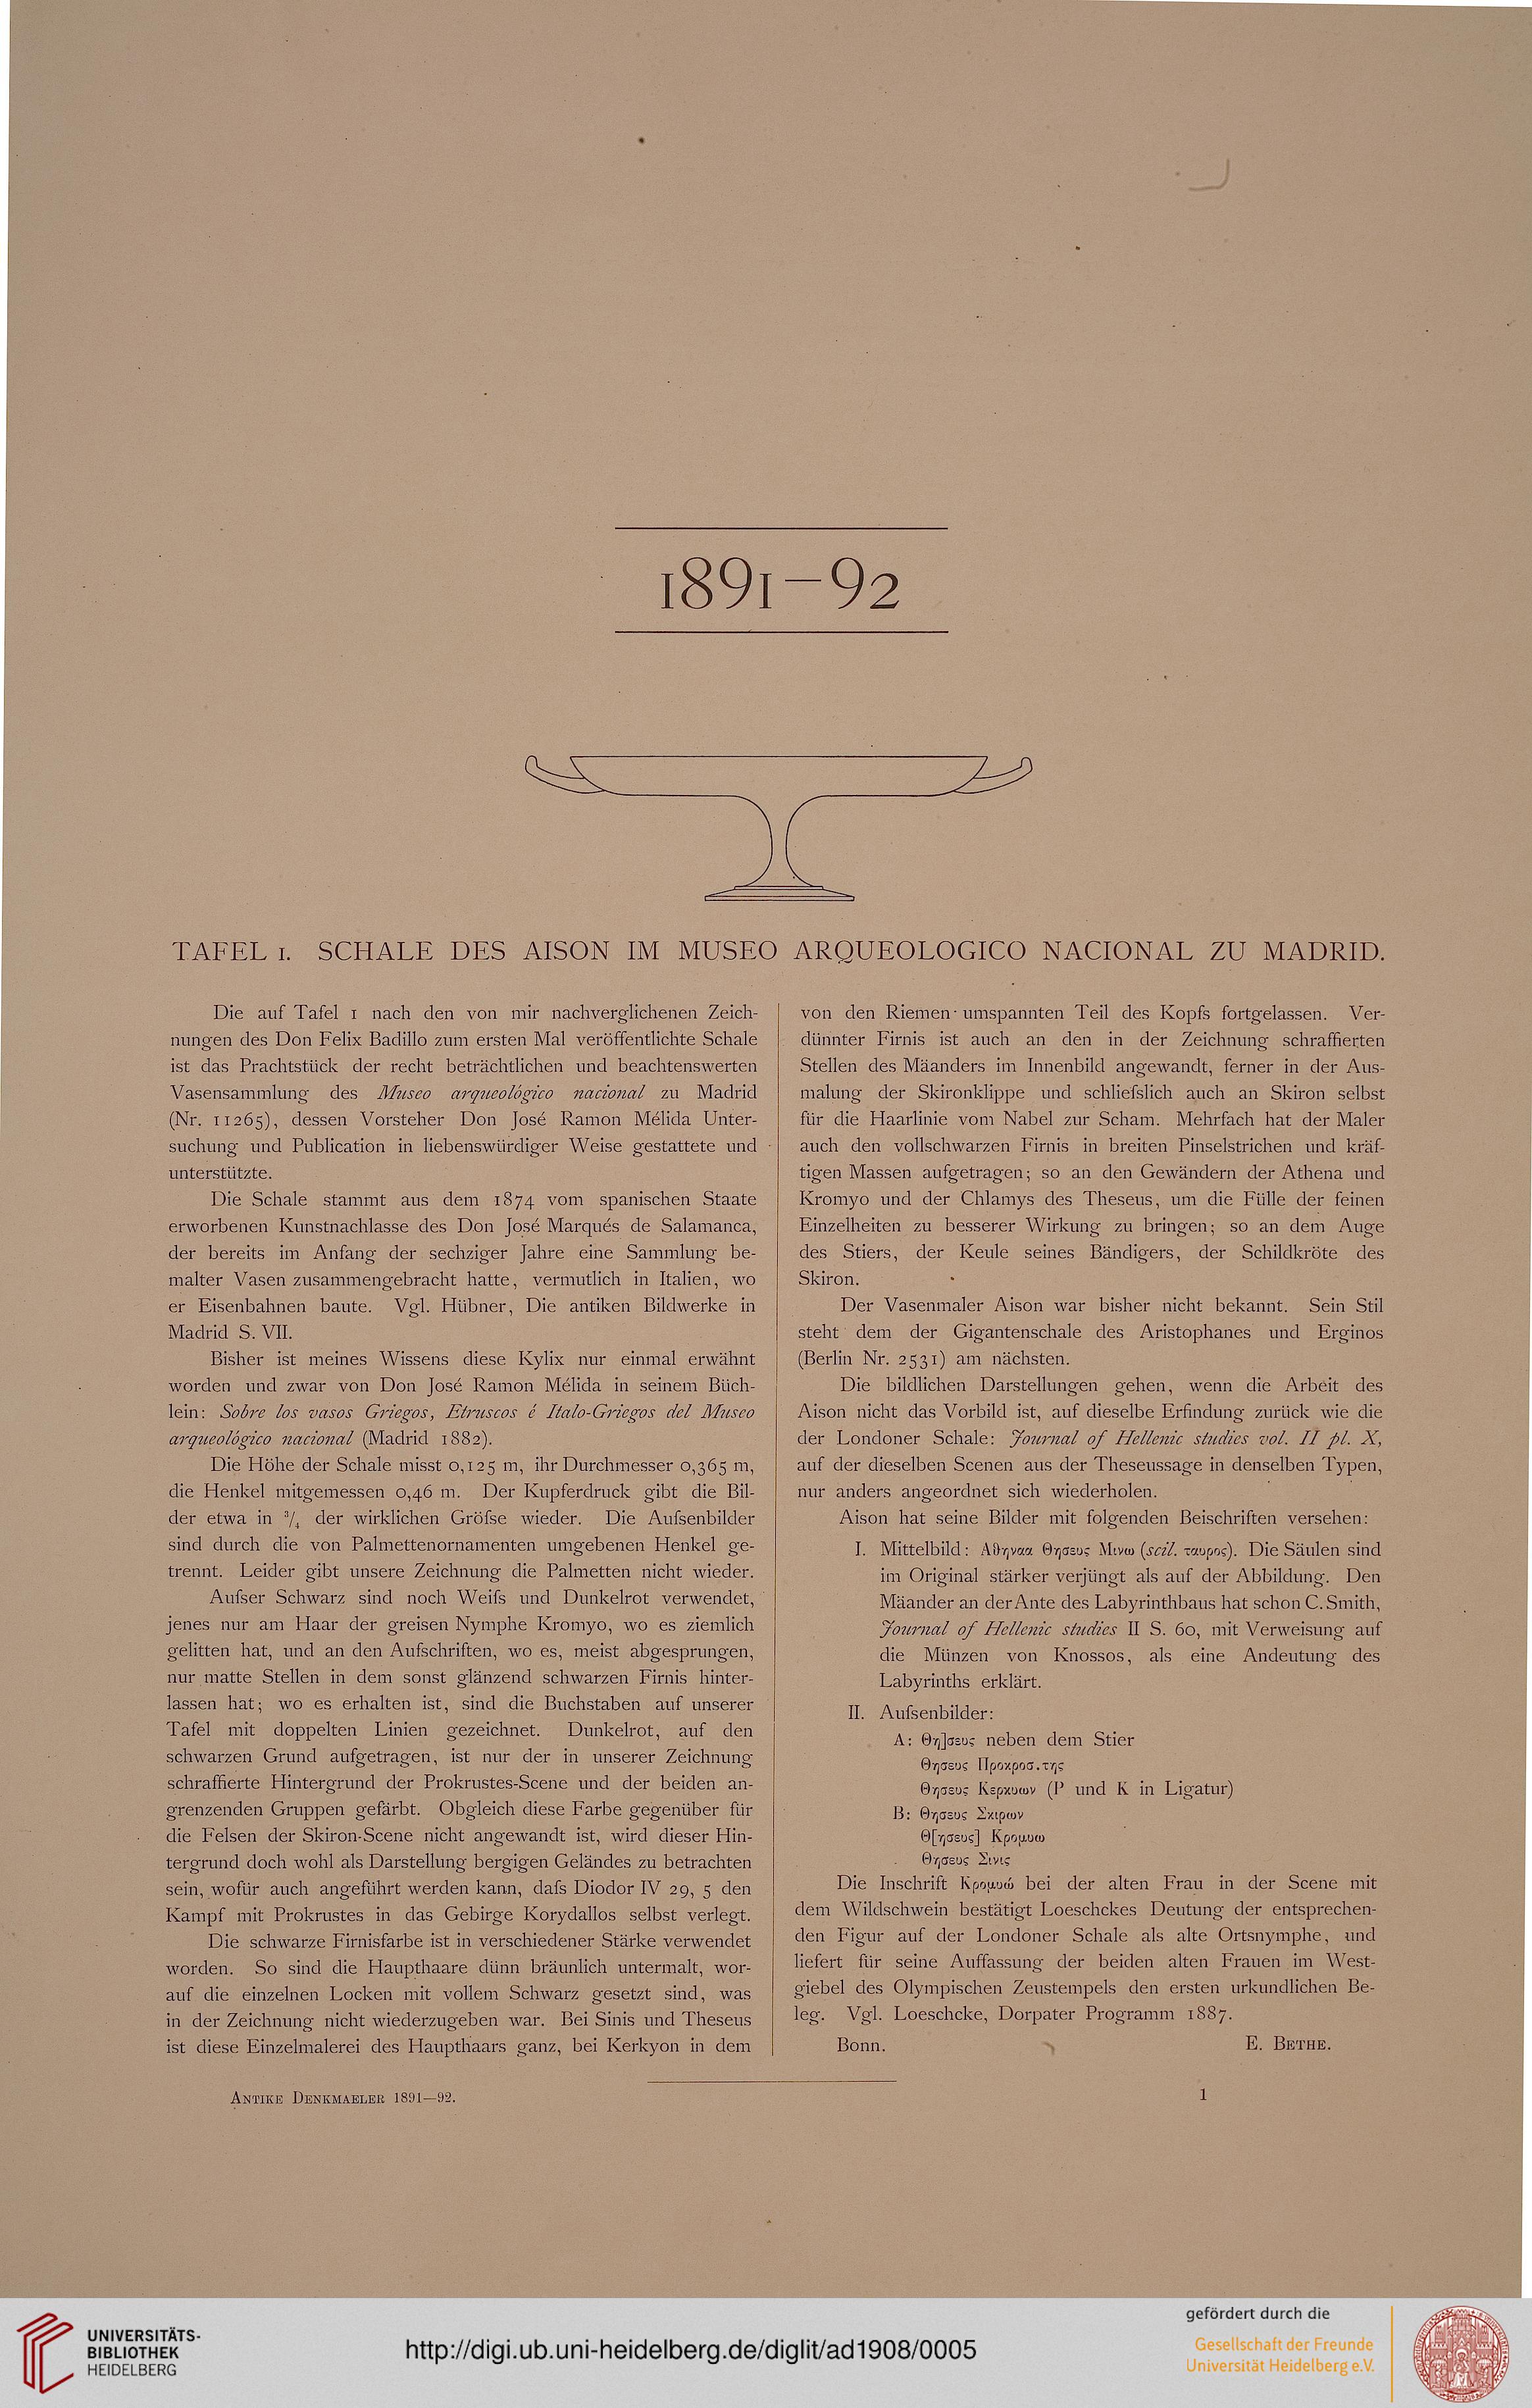 1891—92
TAFEL 1. SCHALE DES AISON IM MUSEO ARQUEOLOGICO NACIONAL ZU MADRID.
Die auf Tafel 1 nach den von mir nachverglichenen Zeich-
nungen des Don Felix Badillo zum ersten Mal veröffentlichte Schale
ist das Prachtstück der recht beträchtlichen und beachtenswerten
Vasensammlung des Museo arqueológico nacional zu Madrid
(Nr. 11265), dessen Vorsteher Don José Ramon Mélida Unter-
suchung und Publication in liebenswürdiger Weise gestattete und
unterstützte.
Die Schale stammt aus dem 1874 vom spanischen Staate
erworbenen Kunstnachlasse des Don José Marqués de Salamanca,
der bereits im Anfang der sechziger Jahre eine Sammlung be-
malter Vasen zusammengebracht hatte, vermutlich in Italien, wo
er Eisenbahnen baute. Vgl. Hübner, Die antiken Bildwerke in
Madrid S. VII.
Bisher ist meines Wissens diese Kylix nur einmal erwähnt
worden und zwar von Don José Ramon Mélida in seinem Büch-
lein: Sobre los vasos Griegos, Etruscos é Italo-Griegos del Museo
arqueológico nacional (Madrid 1882).
Die Höhe der Schale misst 0,125 m, ihr Durchmesser 0,365 m,
die Henkel mitgemessen 0,46 m. Der Kupferdruck gibt die Bil-
der etwa in 3/4 der wirklichen Gröfse wieder. Die Aufsenbilder
sind durch die von Palmettenornamenten umgebenen Henkel ge-
trennt. Leider gibt unsere Zeichnung die Palmetten nicht wieder.
Aufser Schwarz sind noch Weifs und Dunkelrot verwendet,
jenes nur am Haar der greisen Nymphe Kromyo, wo es ziemlich
gelitten hat, und an den Aufschriften, wo es, meist abgesprungen,
nur matte Stellen in dem sonst glänzend schwarzen Firnis hinter-
lassen hat; wo es erhalten ist, sind die Buchstaben auf unserer
Tafel mit doppelten Linien gezeichnet. Dunkelrot, auf den
schwarzen Grund aufgetragen, ist nur der in unserer Zeichnung
schraffierte Hintergrund der Prokrustes-Scene und der beiden an-
grenzenden Gruppen gefärbt. Obgleich diese Farbe gegenüber für
die Felsen der Skiron-Scene nicht angewandt ist, wird dieser Hin-
tergrund doch wohl als Darstellung bergigen Geländes zu betrachten
sein, wofür auch angeführt werden kann, dafs Diodor IV 29, 5 den
Kampf mit Prokrustes in das Gebirge Korydallos selbst verlegt.
Die schwarze Firnisfarbe ist in verschiedener Stärke verwendet
worden. So sind die Haupthaare dünn bräunlich untermalt, wor-
auf die einzelnen Locken mit vollem Schwarz gesetzt sind, was
in der Zeichnung nicht wiederzugeben war. Bei Sinis und Theseus
ist diese Einzelmalerei des Haupthaars ganz, bei Kerkyon in dem
von den Riemen umspannten Teil des Kopfs fortgelassen. Ver-
dünnter Firnis ist auch an den in der Zeichnung schraffierten
Stellen des Mäanders im Innenbild angewandt, ferner in der Aus-
malung der Skironklippe und schliefslich auch an Skiron selbst
für die Haarlinie vom Nabel zur Scham. Mehrfach hat der Maler
auch den vollschwarzen Firnis in breiten Pinselstrichen und kräf-
tigen Massen aufgetragen; so an den Gewändern der Athena und
Kromyo und der Chlamys des Theseus, um die Fülle der feinen
Einzelheiten zu besserer Wirkung zu bringen; so an dem Auge
des Stiers, der Keule seines Bändigers, der Schildkröte des
Skiron.
Der Vasenmaler Aison war bisher nicht bekannt. Sein Stil
steht dem der Gigantenschale des Aristophanes und Erginos
(Berlin Nr. 2531) am nächsten.
Die bildlichen Darstellungen gehen, wenn die Arbeit des
Aison nicht das Vorbild ist, auf dieselbe Erfindung zurück wie die
der Londoner Schale: Journal of Hellenic studies vol. II pl. X,
auf der dieselben Scenen aus der Theseussage in denselben Typen,
nur anders angeordnet sich wiederholen.
Aison hat seine Bilder mit folgenden Beischriften versehen:
I. Mittelbild: Αθηναα Θησευς Μινω (scil. ταυρος). Die Säulen sind
im Original stärker verjüngt als auf der Abbildung. Den
Mäander an der Ante des Labyrinthbaus hat schon C. Smith,
Journal of Hellenic studies II S. 60, mit Verweisung auf
die Münzen von Knossos, als eine Andeutung des
Labyrinths erklärt.
II. Aufsenbilder:
A: Θη]σευς neben dem Stier
Θησευς Προκροσ.της
Θησευς Κερκυων (P und K in Ligatur)
B: Θησευς Σκιρων
Θ[ησευς] Κρομυω
Θησευς Σινις
Die Inschrift Κρομυώ bei der alten Frau in der Scene mit
dem Wildschwein bestätigt Loeschckes Deutung der entsprechen-
den Figur auf der Londoner Schale als alte Ortsnymphe, und
liefert für seine Auffassung der beiden alten Frauen im West-
giebel des Olympischen Zeustempels den ersten urkundlichen Be-
leg. Vgl. Loeschcke, Dorpater Programm 1887.
Bonn. E. BETHE.
ANTIKE DENKMAELER 1891—92. 1
UNIVERSITÄTS-
BIBLIOTHEK
HEIDELBERG
http://digi.ub.uni-heidelberg.de/diglit/ad1908/0005
gefördert durch die
Gesellschaft der Freunde
Universität Heidelberg e.V.